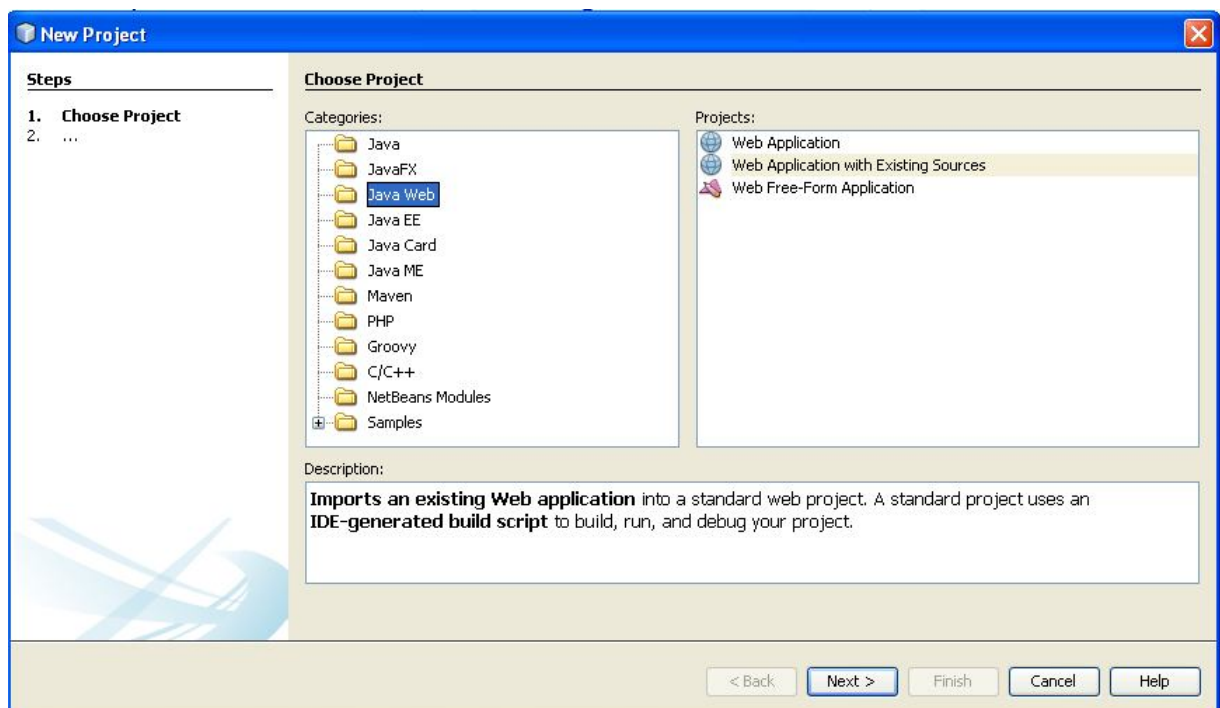 New Project
Steps
1. Choose Project
2. ...
Choose Project
Categories:
Java
JavaFX
Java Web
Java EE
Java Card
Java ME
Maven
PHP
Groovy
C/C++
NetBeans Modules
Samples
Projects:
Web Application
Web Application with Existing Sources
Web Free-Form Application
Description:
Imports an existing Web application into a standard web project. A standard project uses an
IDE-generated build script to build, run, and debug your project.
< Back
Next >
Finish
Cancel
Help